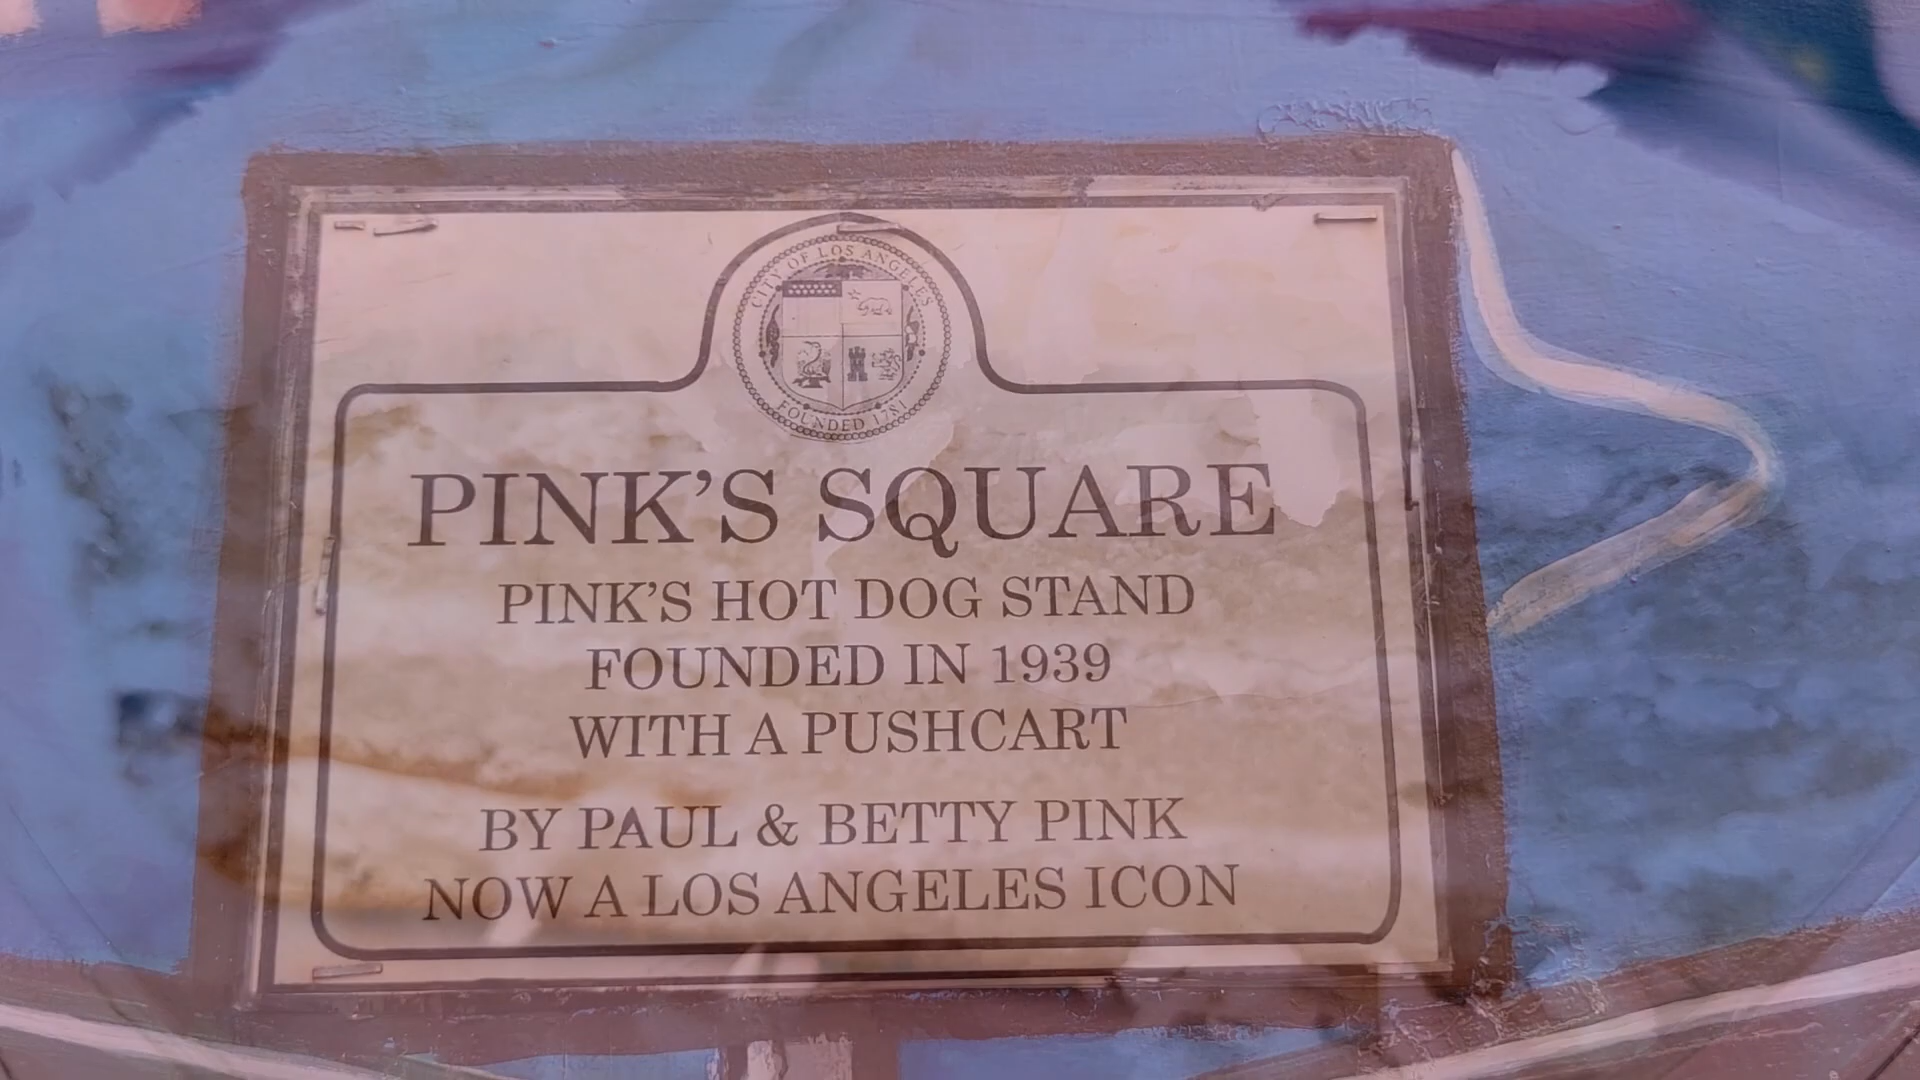 CITY OF LOS ANGELES
FOUNDED 1781
PINK'S SQUARE
PINK'S HOT DOG STAND
FOUNDED IN 1939
WITH A PUSHCART
BY PAUL & BETTY PINK
NOW A LOS ANGELES ICON